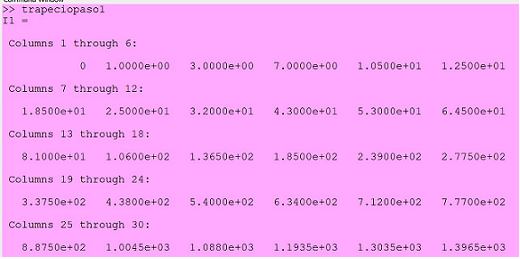 >> trapeciopaso1
I1 =
Columns 1 through 6:
0 1.0000e+00 3.0000e+00 7.0000e+00 1.0500e+01 1.2500e+01
Columns 7 through 12:
1.8500e+01 2.5000e+01 3.2000e+01 4.3000e+01 5.3000e+01 6.4500e+01
Columns 13 through 18:
8.1000e+01 1.0600e+02 1.3650e+02 1.8500e+02 2.3900e+02 2.7750e+02
Columns 19 through 24:
3.3750e+02 4.3800e+02 5.4000e+02 6.3400e+02 7.1200e+02 7.7700e+02
Columns 25 through 30:
8.8750e+02 1.0045e+03 1.0880e+03 1.1935e+03 1.3035e+03 1.3965e+03